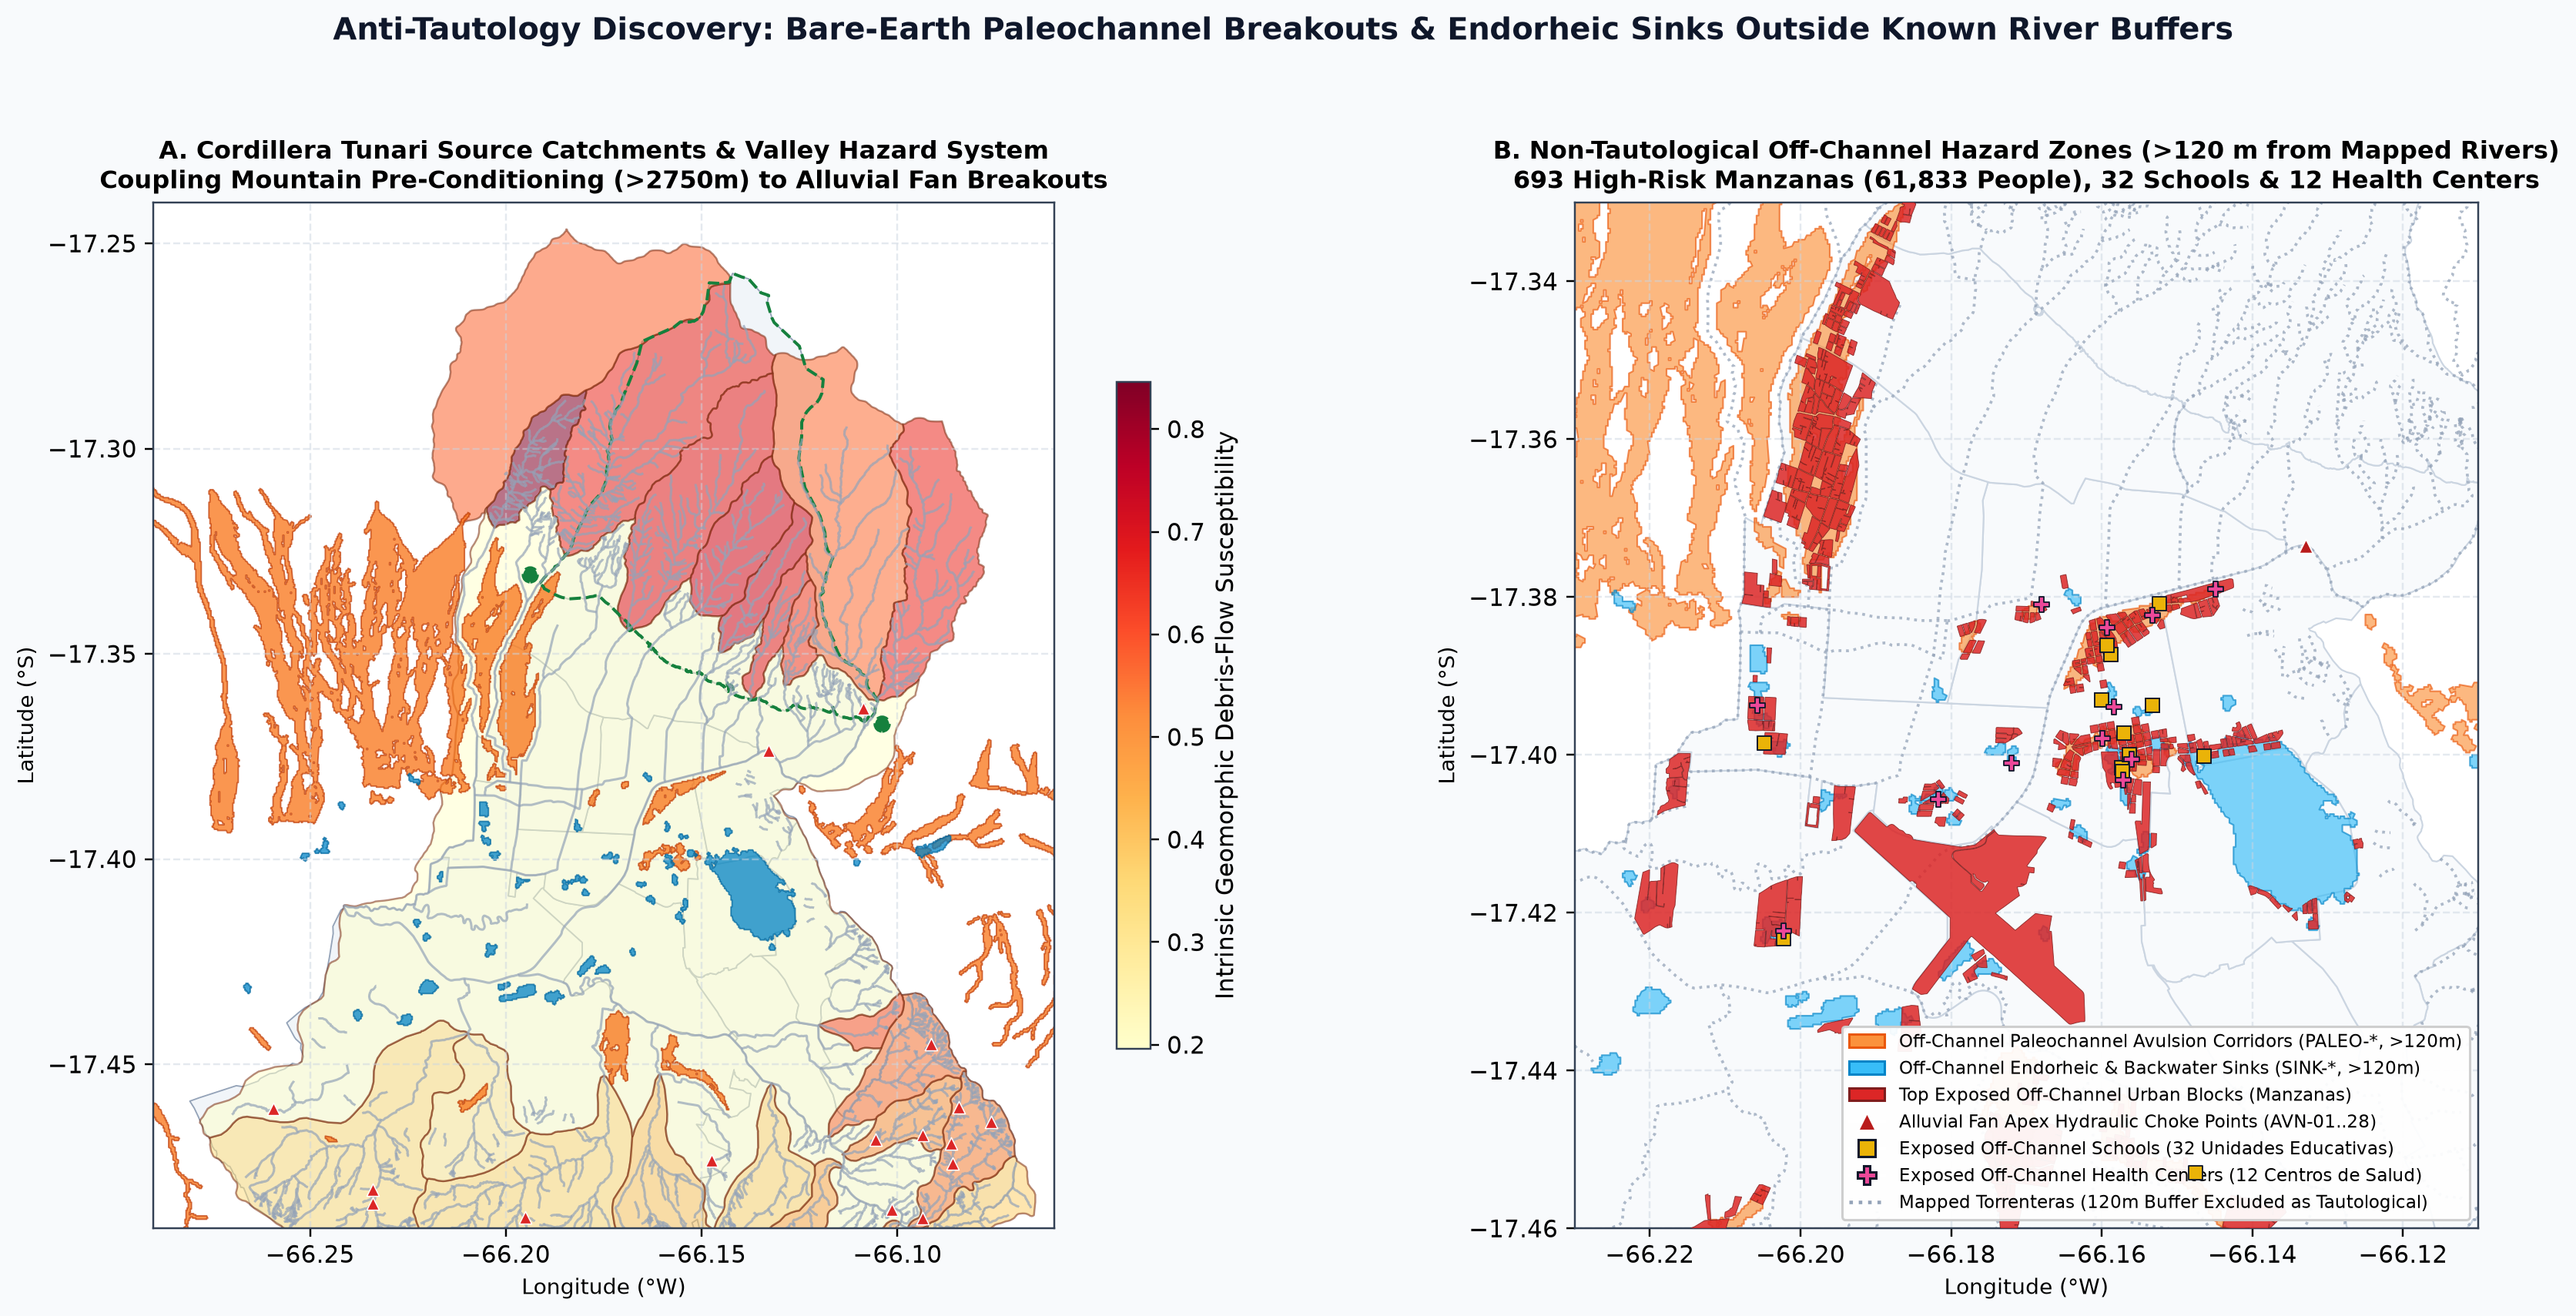 Anti-Tautology Discovery: Bare-Earth Paleochannel Breakouts & Endorheic Sinks Outside Known River Buffers
A. Cordillera Tunari Source Catchments & Valley Hazard System
Coupling Mountain Pre-Conditioning (>2750m) to Alluvial Fan Breakouts
−17.25
−17.30
−17.35
−17.40
−17.45
Latitude (°S)
−66.25
−66.20
−66.15
−66.10
Longitude (°W)
0.8
0.7
0.6
0.5
0.4
0.3
0.2
Intrinsic Geomorphic Debris-Flow Susceptibility
B. Non-Tautological Off-Channel Hazard Zones (>120 m from Mapped Rivers)
693 High-Risk Manzanas (61,833 People), 32 Schools & 12 Health Centers
−17.34
−17.36
−17.38
−17.40
−17.42
−17.44
−17.46
Latitude (°S)
Off-Channel Paleochannel Avulsion Corridors (PALEO-*, >120m)
Off-Channel Endorheic & Backwater Sinks (SINK-*, >120m)
Top Exposed Off-Channel Urban Blocks (Manzanas)
Alluvial Fan Apex Hydraulic Choke Points (AVN-01..28)
Exposed Off-Channel Schools (32 Unidades Educativas)
Exposed Off-Channel Health Centers (12 Centros de Salud)
Mapped Torrenteras (120m Buffer Excluded as Tautological)
−66.22
−66.20
−66.18
−66.16
−66.14
−66.12
Longitude (°W)